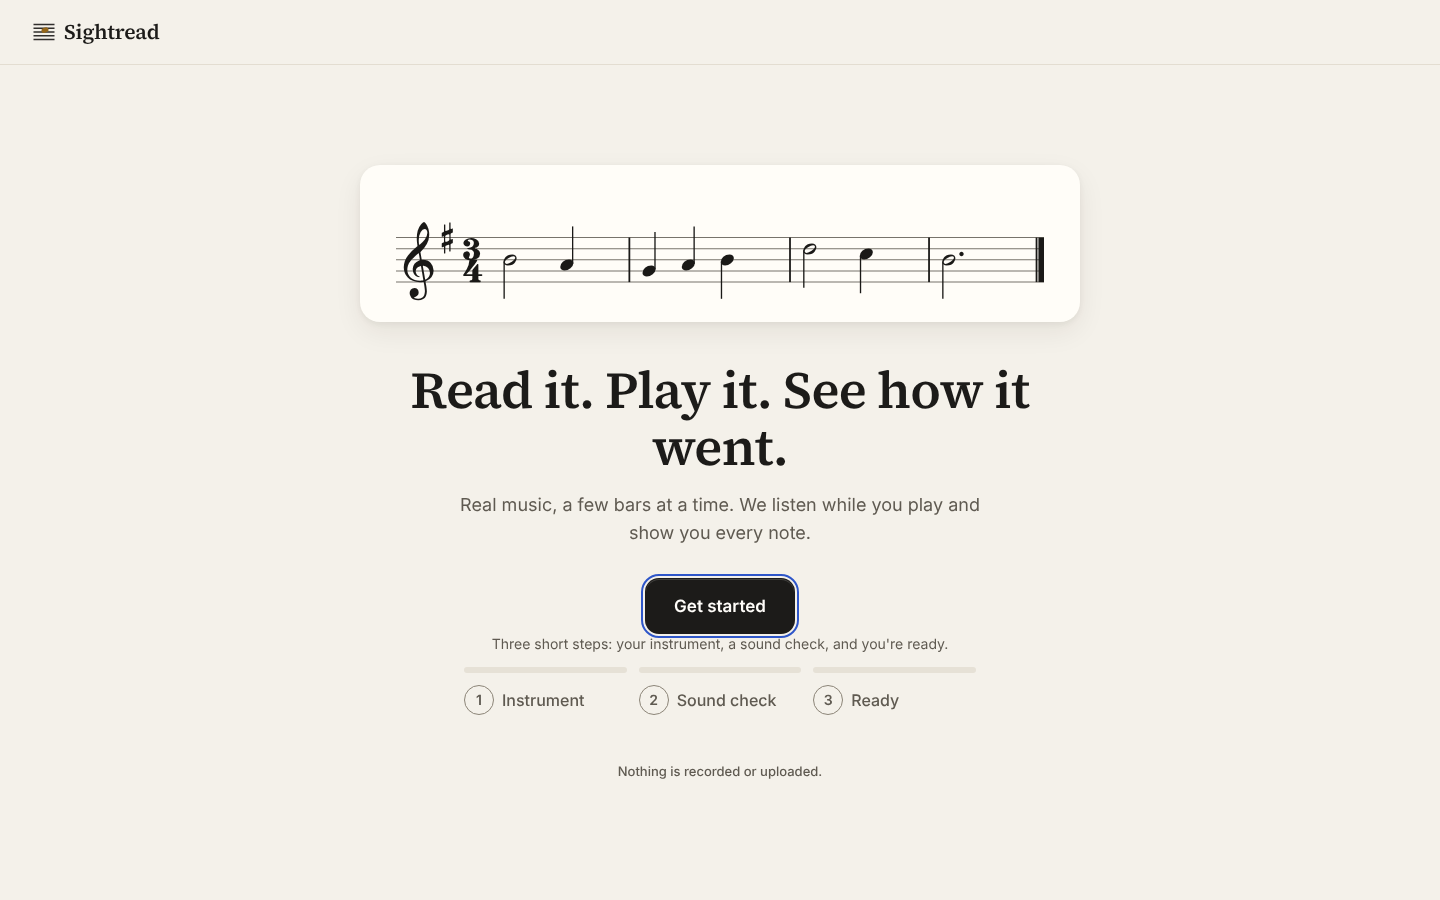 Sightread
3
4
Read it. Play it. See how it
went.
Real music, a few bars at a time. We listen while you play and
show you every note.
Get started
Three short steps: your instrument, a sound check, and you're ready.
1 Instrument 2 Sound check 3 Ready
Nothing is recorded or uploaded.